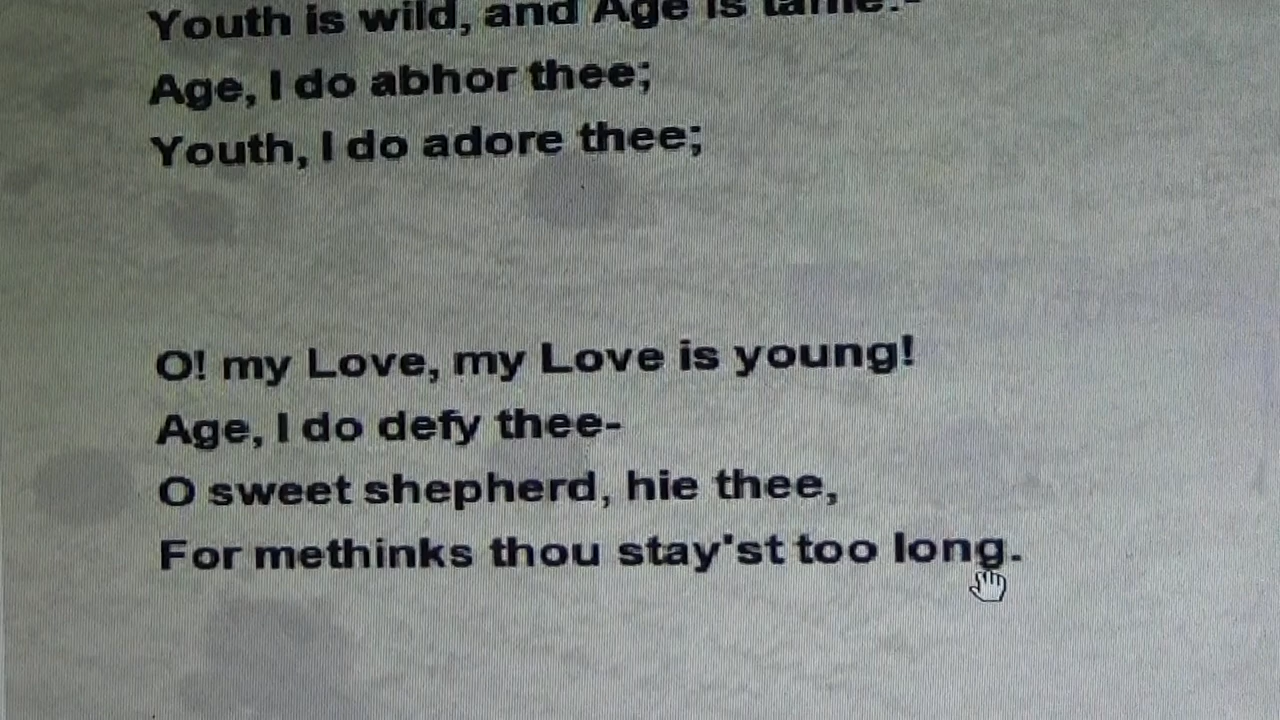 Youth is wild, and Age is tame:-
Age, I do abhor thee;
Youth, I do adore thee;
O! my Love, my Love is young!
Age, I do defy thee-
O sweet shepherd, hie thee,
For methinks thou stay'st too long.